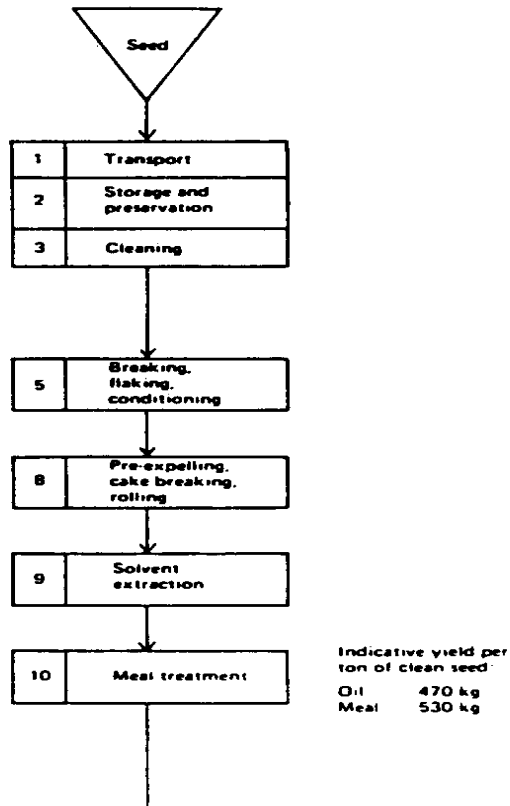 Seed
1 Transport
2 Storage and
preservation
3 Cleaning
5 Breaking,
flaking,
conditioning
8 Pre-expelling,
cake breaking,
rolling
9 Solvent
extraction
10 Meal treatment
Indicative yield per
ton of clean seed:
Oil 470 kg
Meal 530 kg